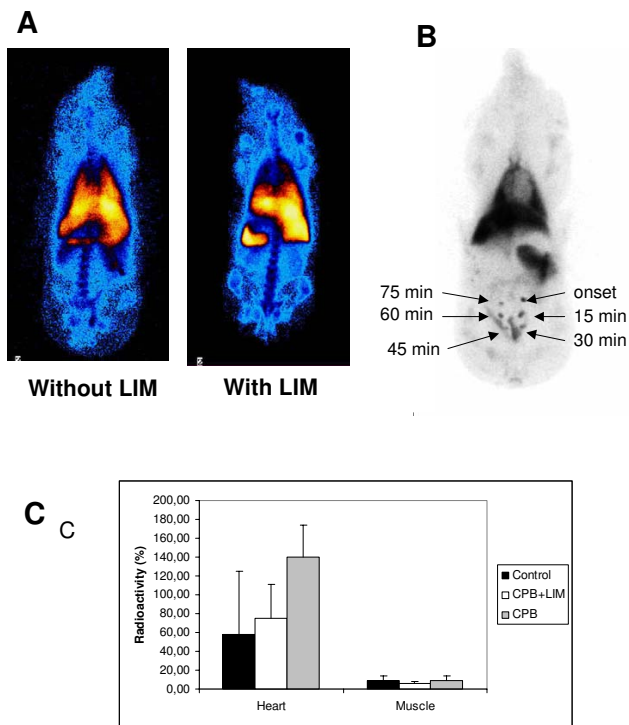 A
B
Without LIM
With LIM
75 min
60 min
45 min
onset
15 min
30 min
C
C
200,00
180,00
160,00
140,00
120,00
100,00
80,00
60,00
40,00
20,00
0,00
Radioactivity (%)
Heart
Muscle
Control
CPB+LIM
CPB